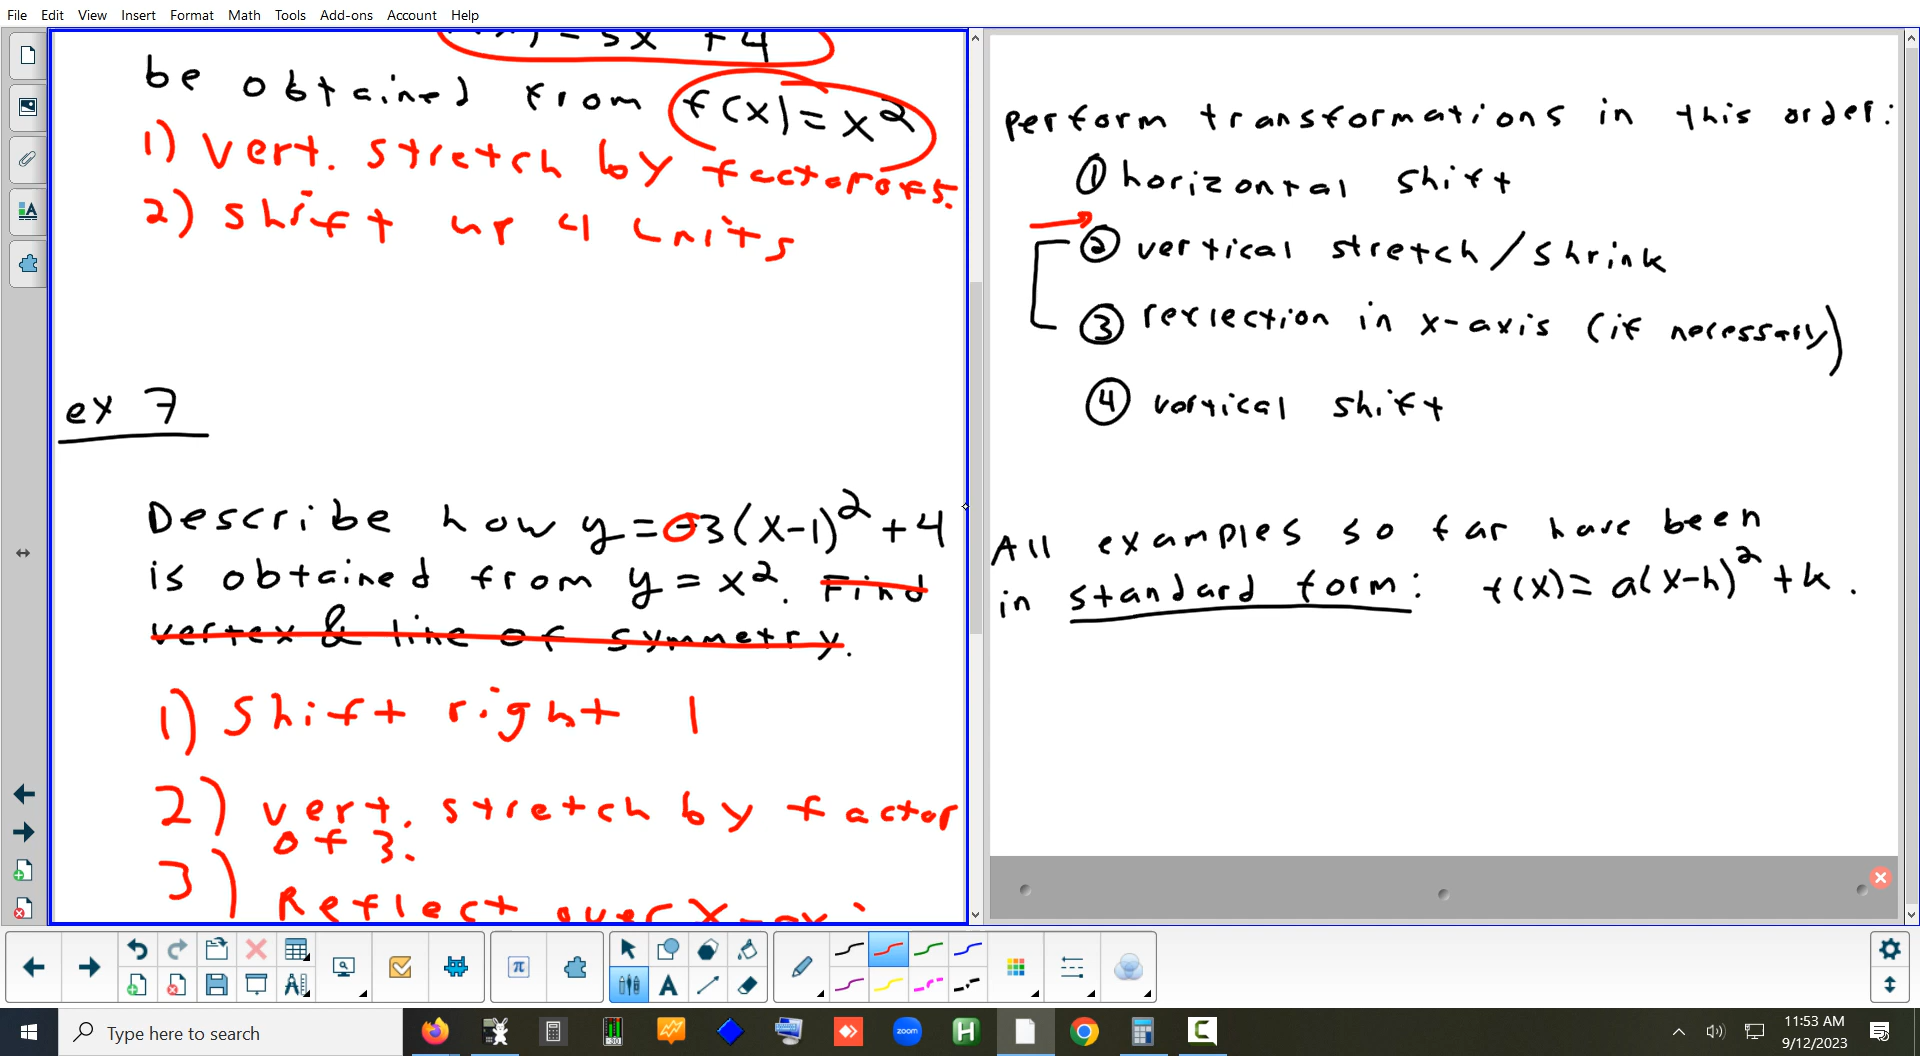 File Edit View Insert Format Math Tools Add-ons Account Help
(x) = 5x + 4
be obtained from f(x) = x²
1) vert. stretch by factor of 5.
2) shift up 4 units
ex 7
Describe how y = -3(x-1)² + 4
is obtained from y = x². Find
vertex & line of symmetry.
1) shift right 1
2) vert. stretch by factor
of 3.
3) Reflect over x-axi
perform transformations in this order:
① horizontal shift
② vertical stretch/shrink
③ reflection in x-axis (if necessary)
④ vertical shift
All examples so far have been
in standard form: f(x) = a(x-h)² + k.
Type here to search
zoom
H
C
11:53 AM
9/12/2023